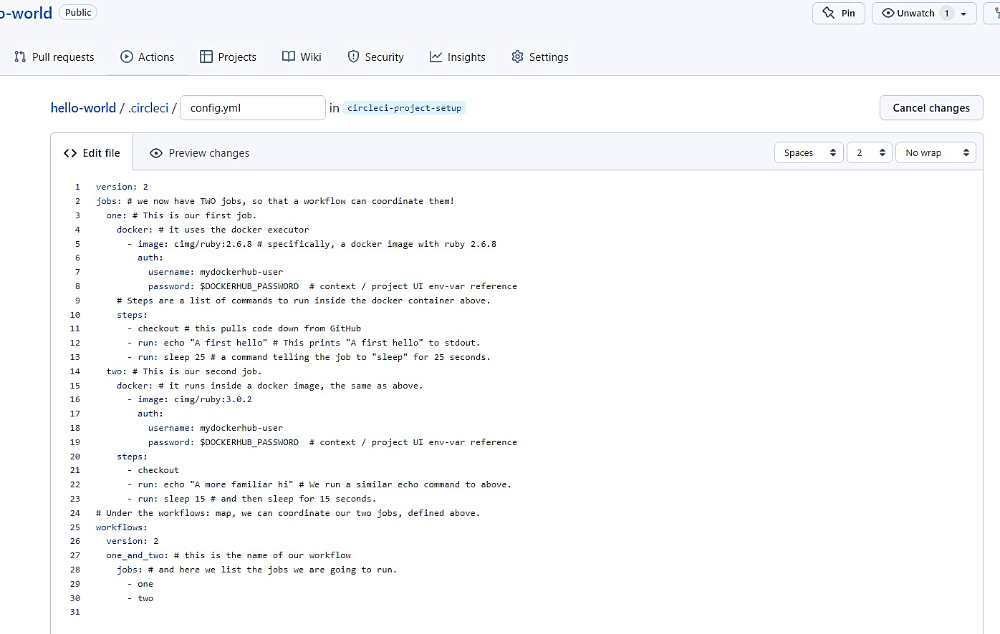 o-world Public Pin Unwatch 1
Pull requests Actions Projects Wiki Security Insights Settings
hello-world / .circleci / config.yml in circleci-project-setup Cancel changes
<> Edit file Preview changes Spaces 2 No wrap
1 version: 2
2 jobs: # we now have TWO jobs, so that a workflow can coordinate them!
3   one: # This is our first job.
4     docker: # it uses the docker executor
5       - image: cimg/ruby:2.6.8 # specifically, a docker image with ruby 2.6.8
6         auth:
7           username: mydockerhub-user
8           password: $DOCKERHUB_PASSWORD  # context / project UI env-var reference
9     # Steps are a list of commands to run inside the docker container above.
10     steps:
11       - checkout # this pulls code down from GitHub
12       - run: echo "A first hello" # This prints "A first hello" to stdout.
13       - run: sleep 25 # a command telling the job to "sleep" for 25 seconds.
14   two: # This is our second job.
15     docker: # it runs inside a docker image, the same as above.
16       - image: cimg/ruby:3.0.2
17         auth:
18           username: mydockerhub-user
19           password: $DOCKERHUB_PASSWORD  # context / project UI env-var reference
20     steps:
21       - checkout
22       - run: echo "A more familiar hi" # We run a similar echo command to above.
23       - run: sleep 15 # and then sleep for 15 seconds.
24 # Under the workflows: map, we can coordinate our two jobs, defined above.
25 workflows:
26   version: 2
27   one_and_two: # this is the name of our workflow
28     jobs: # and here we list the jobs we are going to run.
29       - one
30       - two
31